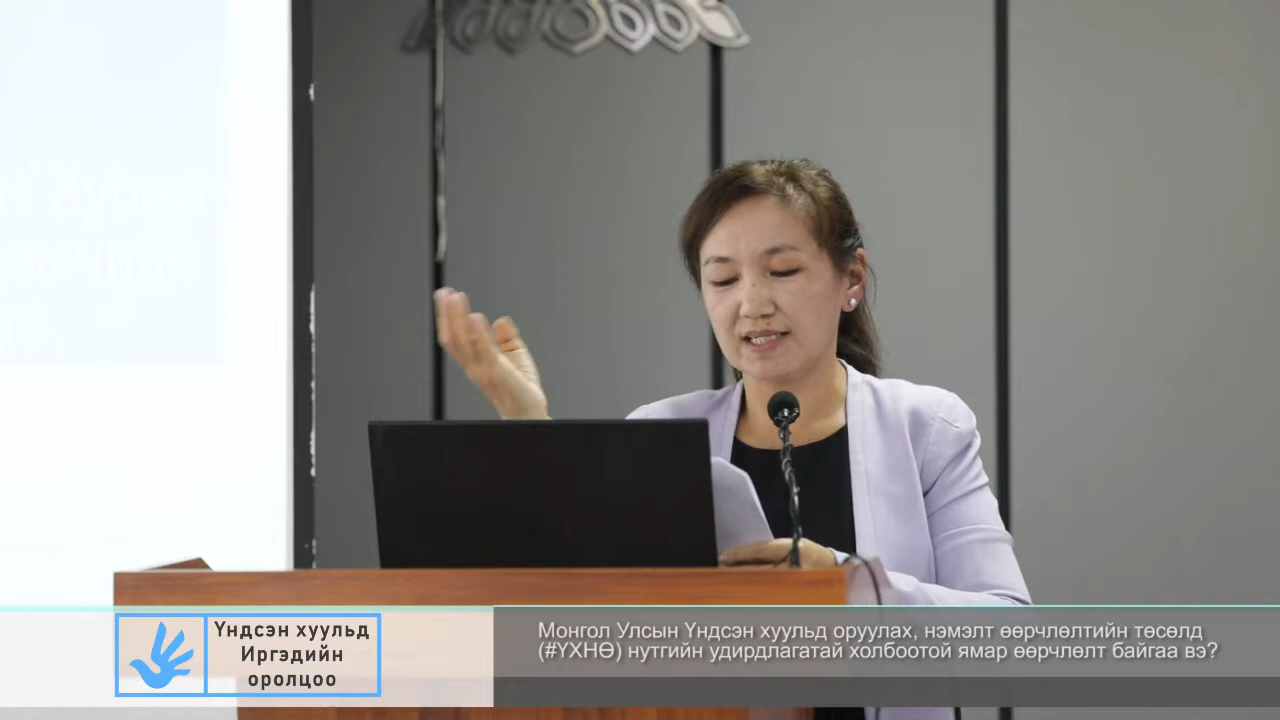 Үндсэн хуульд
Иргэдийн
оролцоо
Монгол Улсын Үндсэн хуульд оруулах, нэмэлт өөрчлөлтийн төсөлд
(#ҮХНӨ) нутгийн удирдлагатай холбоотой ямар өөрчлөлт байгаа вэ?